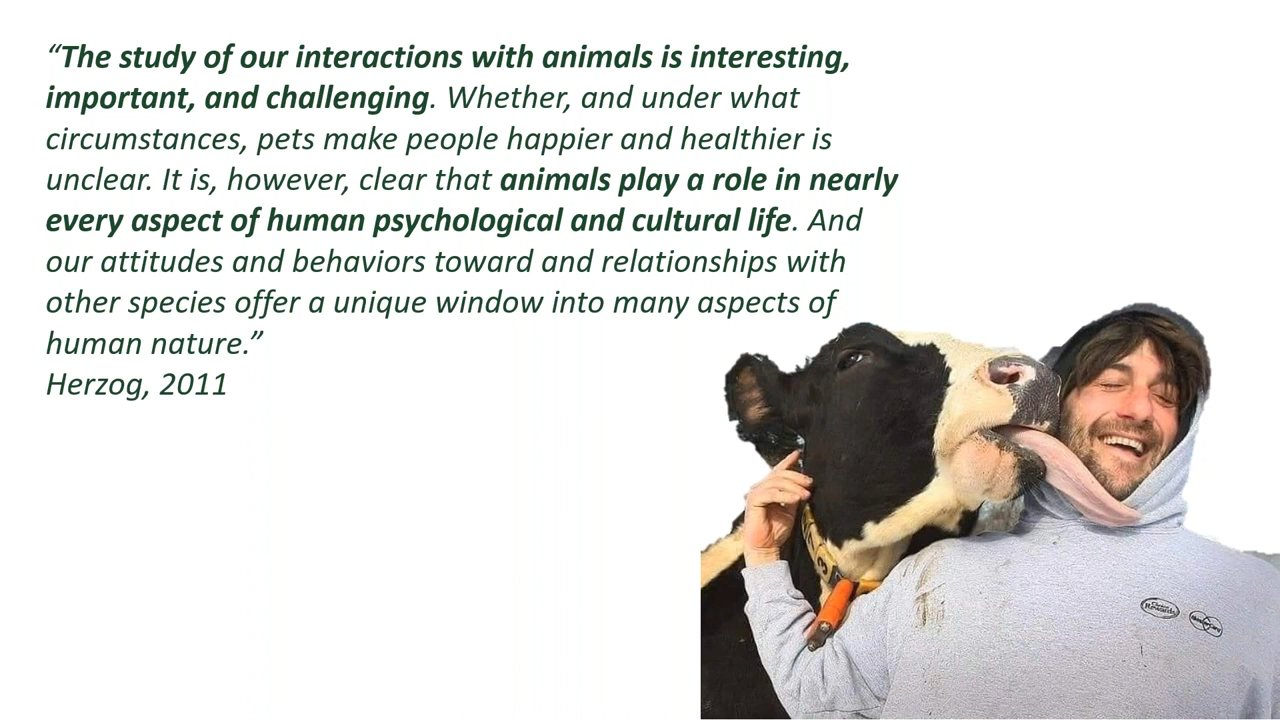 “The study of our interactions with animals is interesting,
important, and challenging. Whether, and under what
circumstances, pets make people happier and healthier is
unclear. It is, however, clear that animals play a role in nearly
every aspect of human psychological and cultural life. And
our attitudes and behaviors toward and relationships with
other species offer a unique window into many aspects of
human nature.”
Herzog, 2011